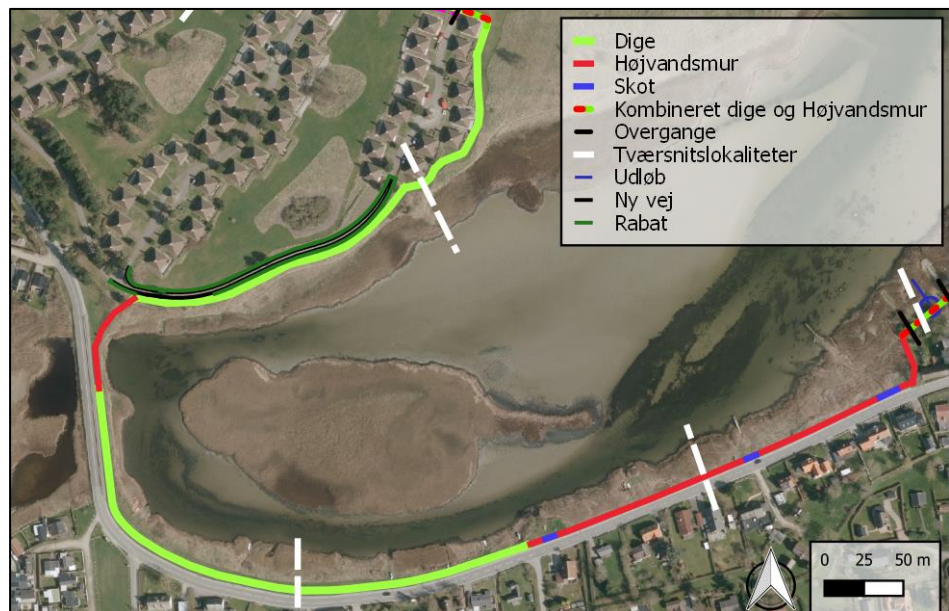 Dige
Højvandsmur
Skot
Kombineret dige og Højvandsmur
Overgange
Tværsnitslokaliteter
Udløb
Ny vej
Rabat
0 25 50 m